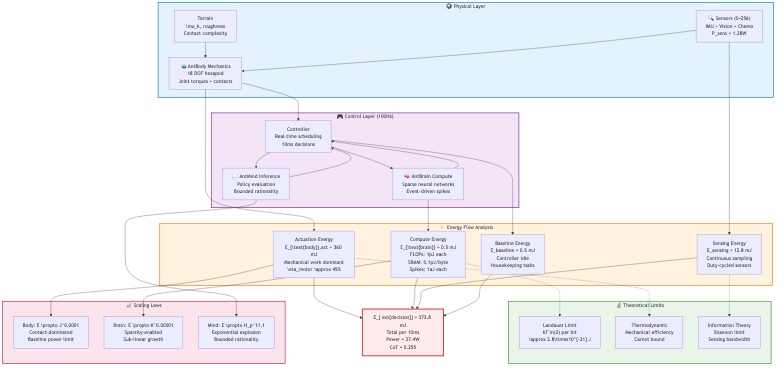 🌍 Physical Layer
Terrain
\mu_k, roughness
Contact complexity
🔍 Sensors (S=256)
IMU + Vision + Chemo
P_sens = 1.28W
AntBody Mechanics
18 DOF hexapod
Joint torques + contacts
🎮 Control Layer (100Hz)
Controller
Real-time scheduling
10ms decisions
AntMind Inference
Policy evaluation
Bounded rationality
🧠 AntBrain Compute
Sparse neural networks
Event-driven spikes
⚡ Energy Flow Analysis
Actuation Energy
E_{\text{body}},act = 360
mJ
Mechanical work dominant
\eta_motor \approx 45%
Compute Energy
E_{\text{brain}} = 0.5 mJ
FLOPs: 1pJ each
SRAM: 0.1pJ/byte
Spikes: 1aJ each
Baseline Energy
E_baseline = 0.5 mJ
Controller idle
Housekeeping tasks
Sensing Energy
E_sensing = 12.8 mJ
Continuous sampling
Duty-cycled sensors
📈 Scaling Laws
Body: E \propto J^0.0001
Contact-dominated
Baseline power limit
Brain: E \propto K^0.00001
Sparsity-enabled
Sub-linear growth
Mind: E \propto H_p^11.1
Exponential explosion
Bounded rationality
E_{\text{decision}} = 373.8
mJ
Total per 10ms
Power = 37.4W
CoT = 0.255
🔬 Theoretical Limits
Landauer Limit
kT ln(2) per bit
\approx 2.8\times10^{-21} J
Thermodynamic
Mechanical efficiency
Carnot bound
Information Theory
Shannon limit
Sensing bandwidth